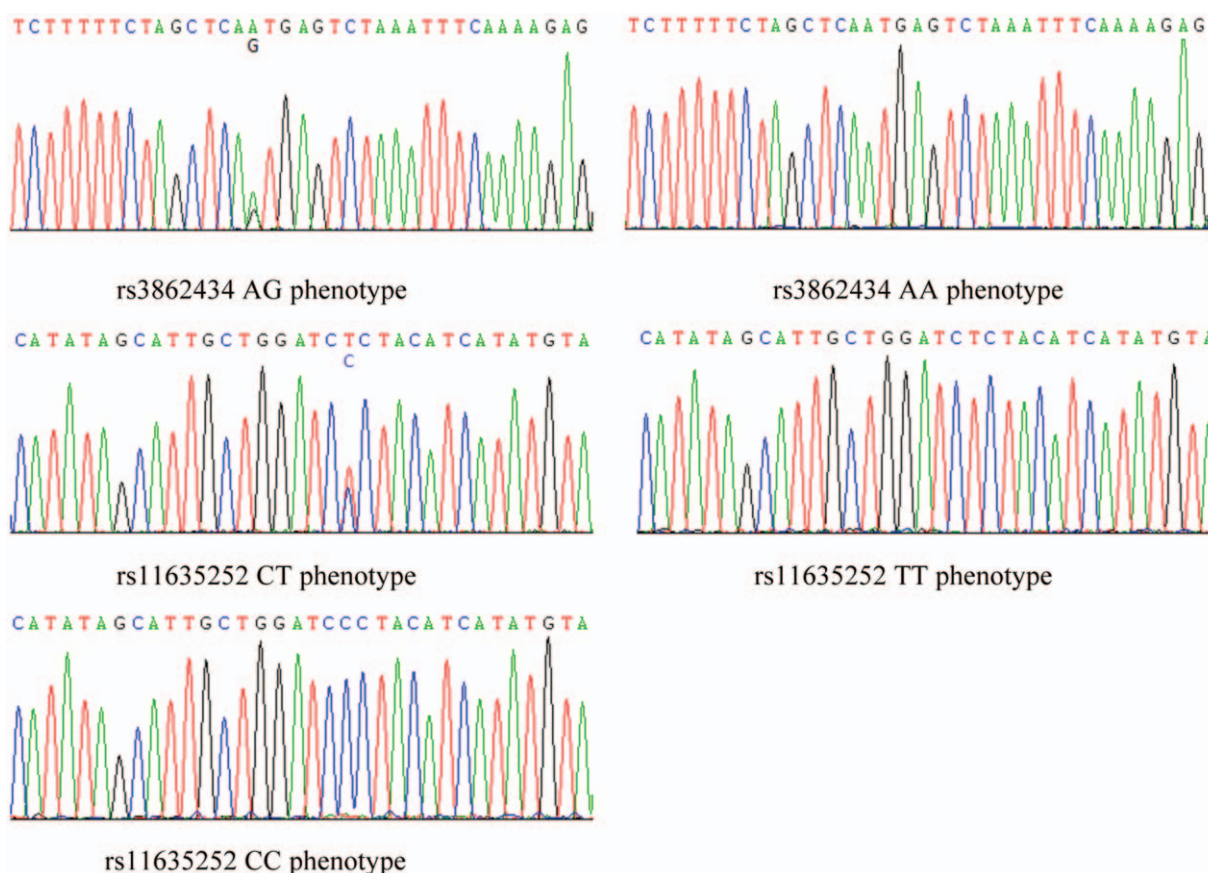 TCTTTTTCTAGCTCAATGAGTCTAAATTTCAAAAGAG
G
rs3862434 AG phenotype
TCTTTTTCTAGCTCAATGAGTCTAAATTTCAAAAGAG
rs3862434 AA phenotype
CATATAGCATTGCTGGATCTCTACATCATATGTA
C
rs11635252 CT phenotype
CATATAGCATTGCTGGATCTCTACATCATATGTA
rs11635252 TT phenotype
CATATAGCATTGCTGGATCCCTACATCATATGTA
rs11635252 CC phenotype